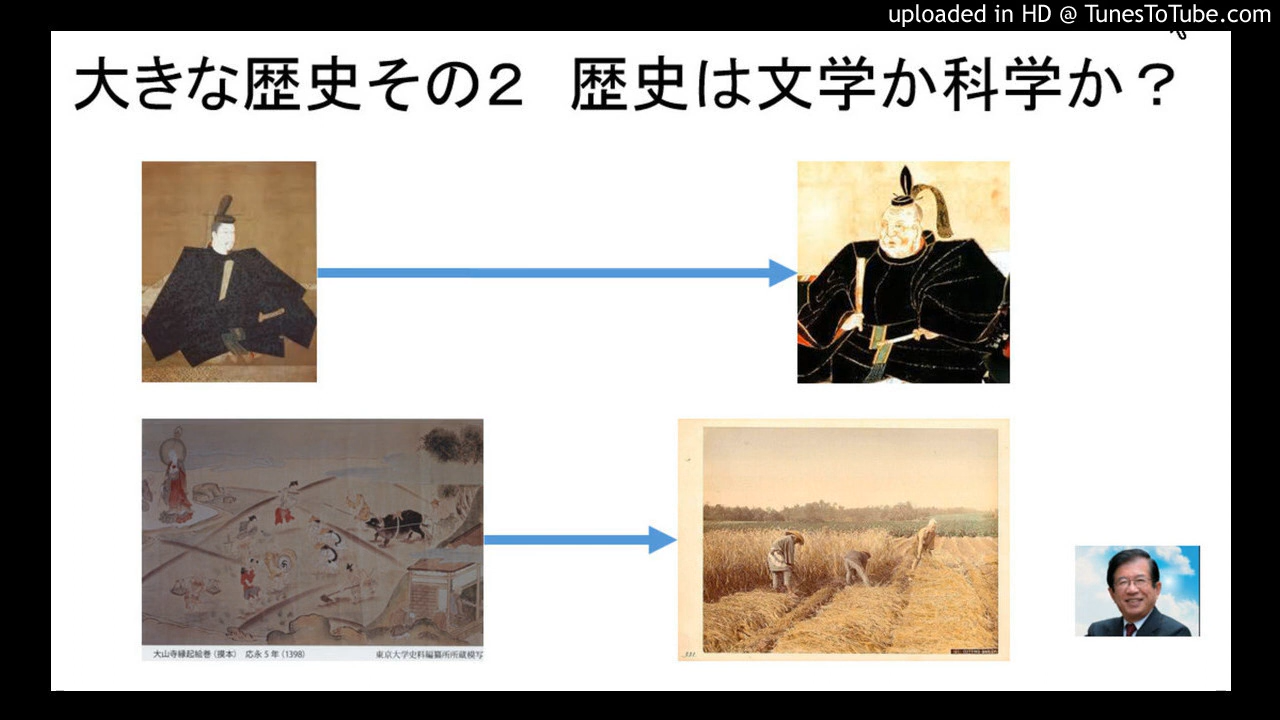 uploaded in HD @ TunesToTube.com
大きな歴史その２　歴史は文学か科学か？
大山寺縁起絵巻（摸本）　応永５年（1398）
東京大学史料編纂所所蔵模写